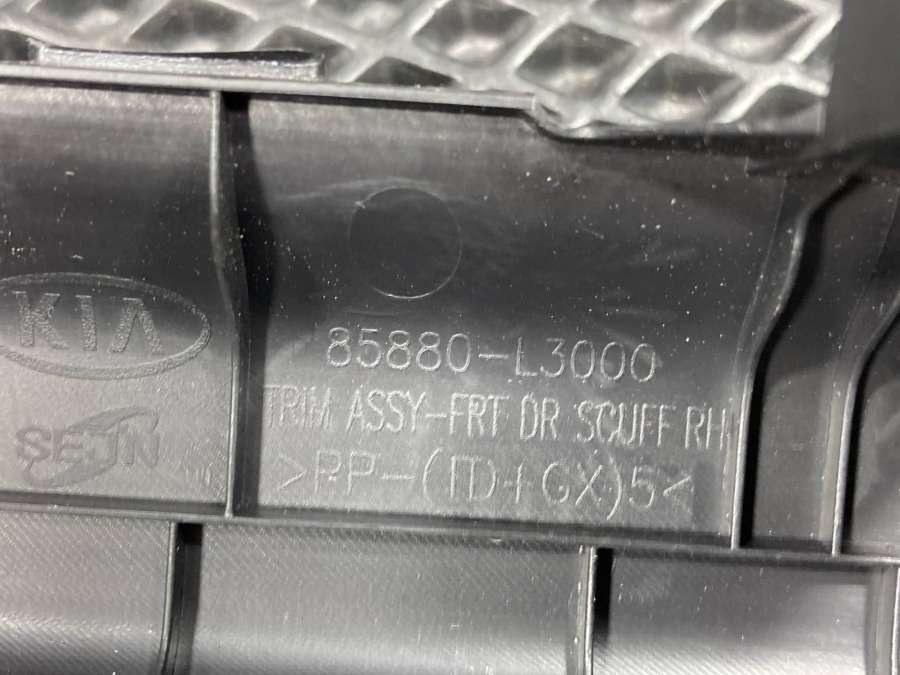 KIA
SEJIN
85880-L3000
TRIM ASSY-FRT DR SCUFF RH
>PP-(TD+GX)5<